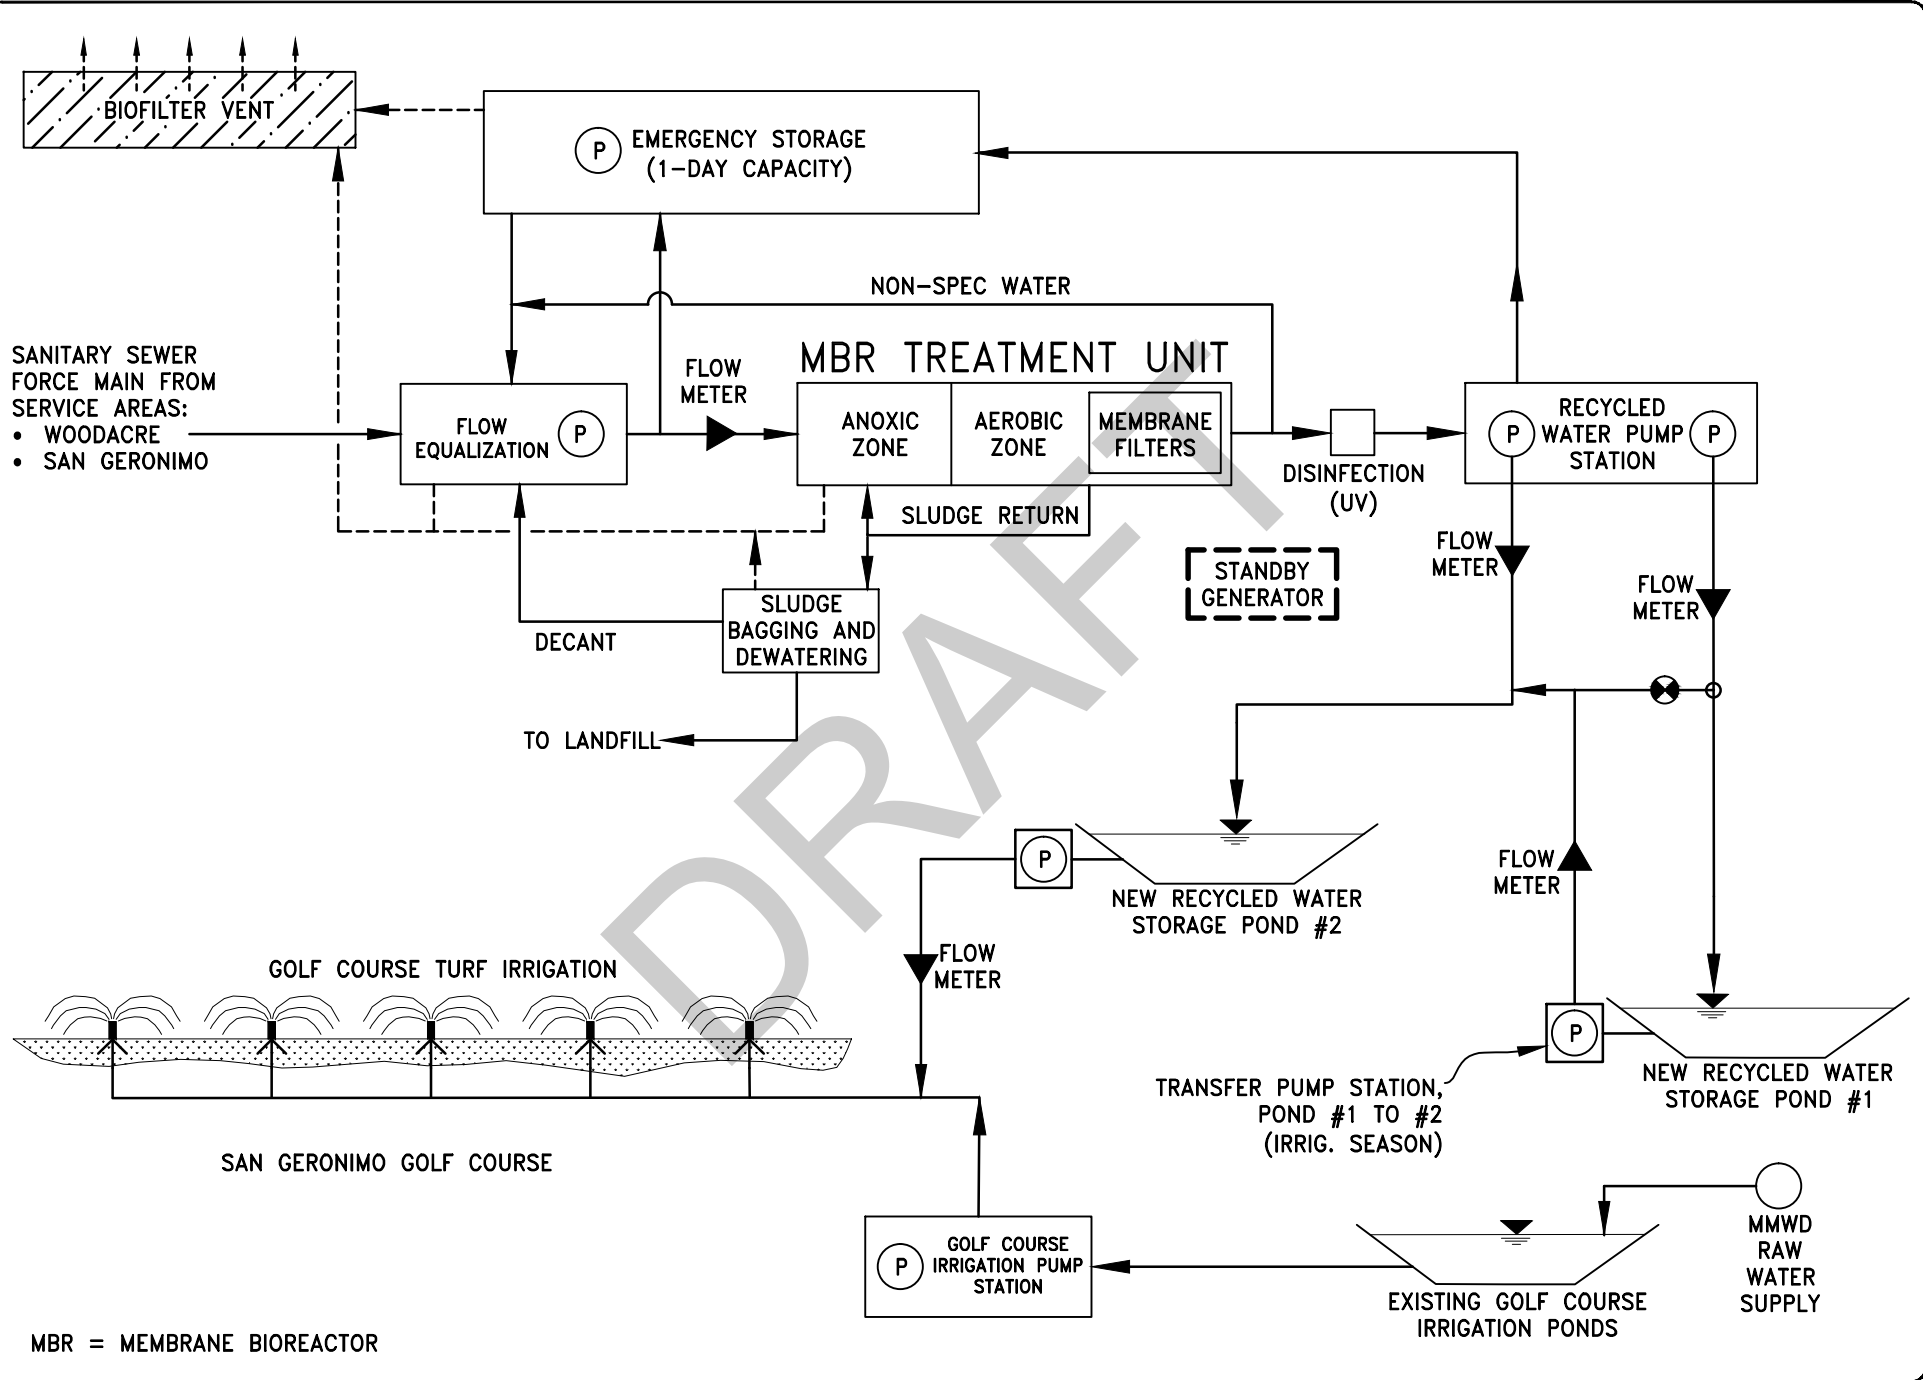 BIOFILTER VENT
P
EMERGENCY STORAGE
(1-DAY CAPACITY)
NON-SPEC WATER
SANITARY SEWER
FORCE MAIN FROM
SERVICE AREAS:
• WOODACRE
• SAN GERONIMO
FLOW
EQUALIZATION
P
FLOW
METER
MBR TREATMENT UNIT
ANOXIC
ZONE
AEROBIC
ZONE
MEMBRANE
FILTERS
DISINFECTION
(UV)
P
RECYCLED
WATER PUMP
STATION
P
SLUDGE RETURN
STANDBY
GENERATOR
FLOW
METER
FLOW
METER
SLUDGE
BAGGING AND
DEWATERING
DECANT
TO LANDFILL
DRAFT
P
NEW RECYCLED WATER
STORAGE POND #2
FLOW
METER
FLOW
METER
GOLF COURSE TURF IRRIGATION
P
NEW RECYCLED WATER
STORAGE POND #1
TRANSFER PUMP STATION,
POND #1 TO #2
(IRRIG. SEASON)
SAN GERONIMO GOLF COURSE
P
GOLF COURSE
IRRIGATION PUMP
STATION
EXISTING GOLF COURSE
IRRIGATION PONDS
MMWD
RAW
WATER
SUPPLY
MBR = MEMBRANE BIOREACTOR